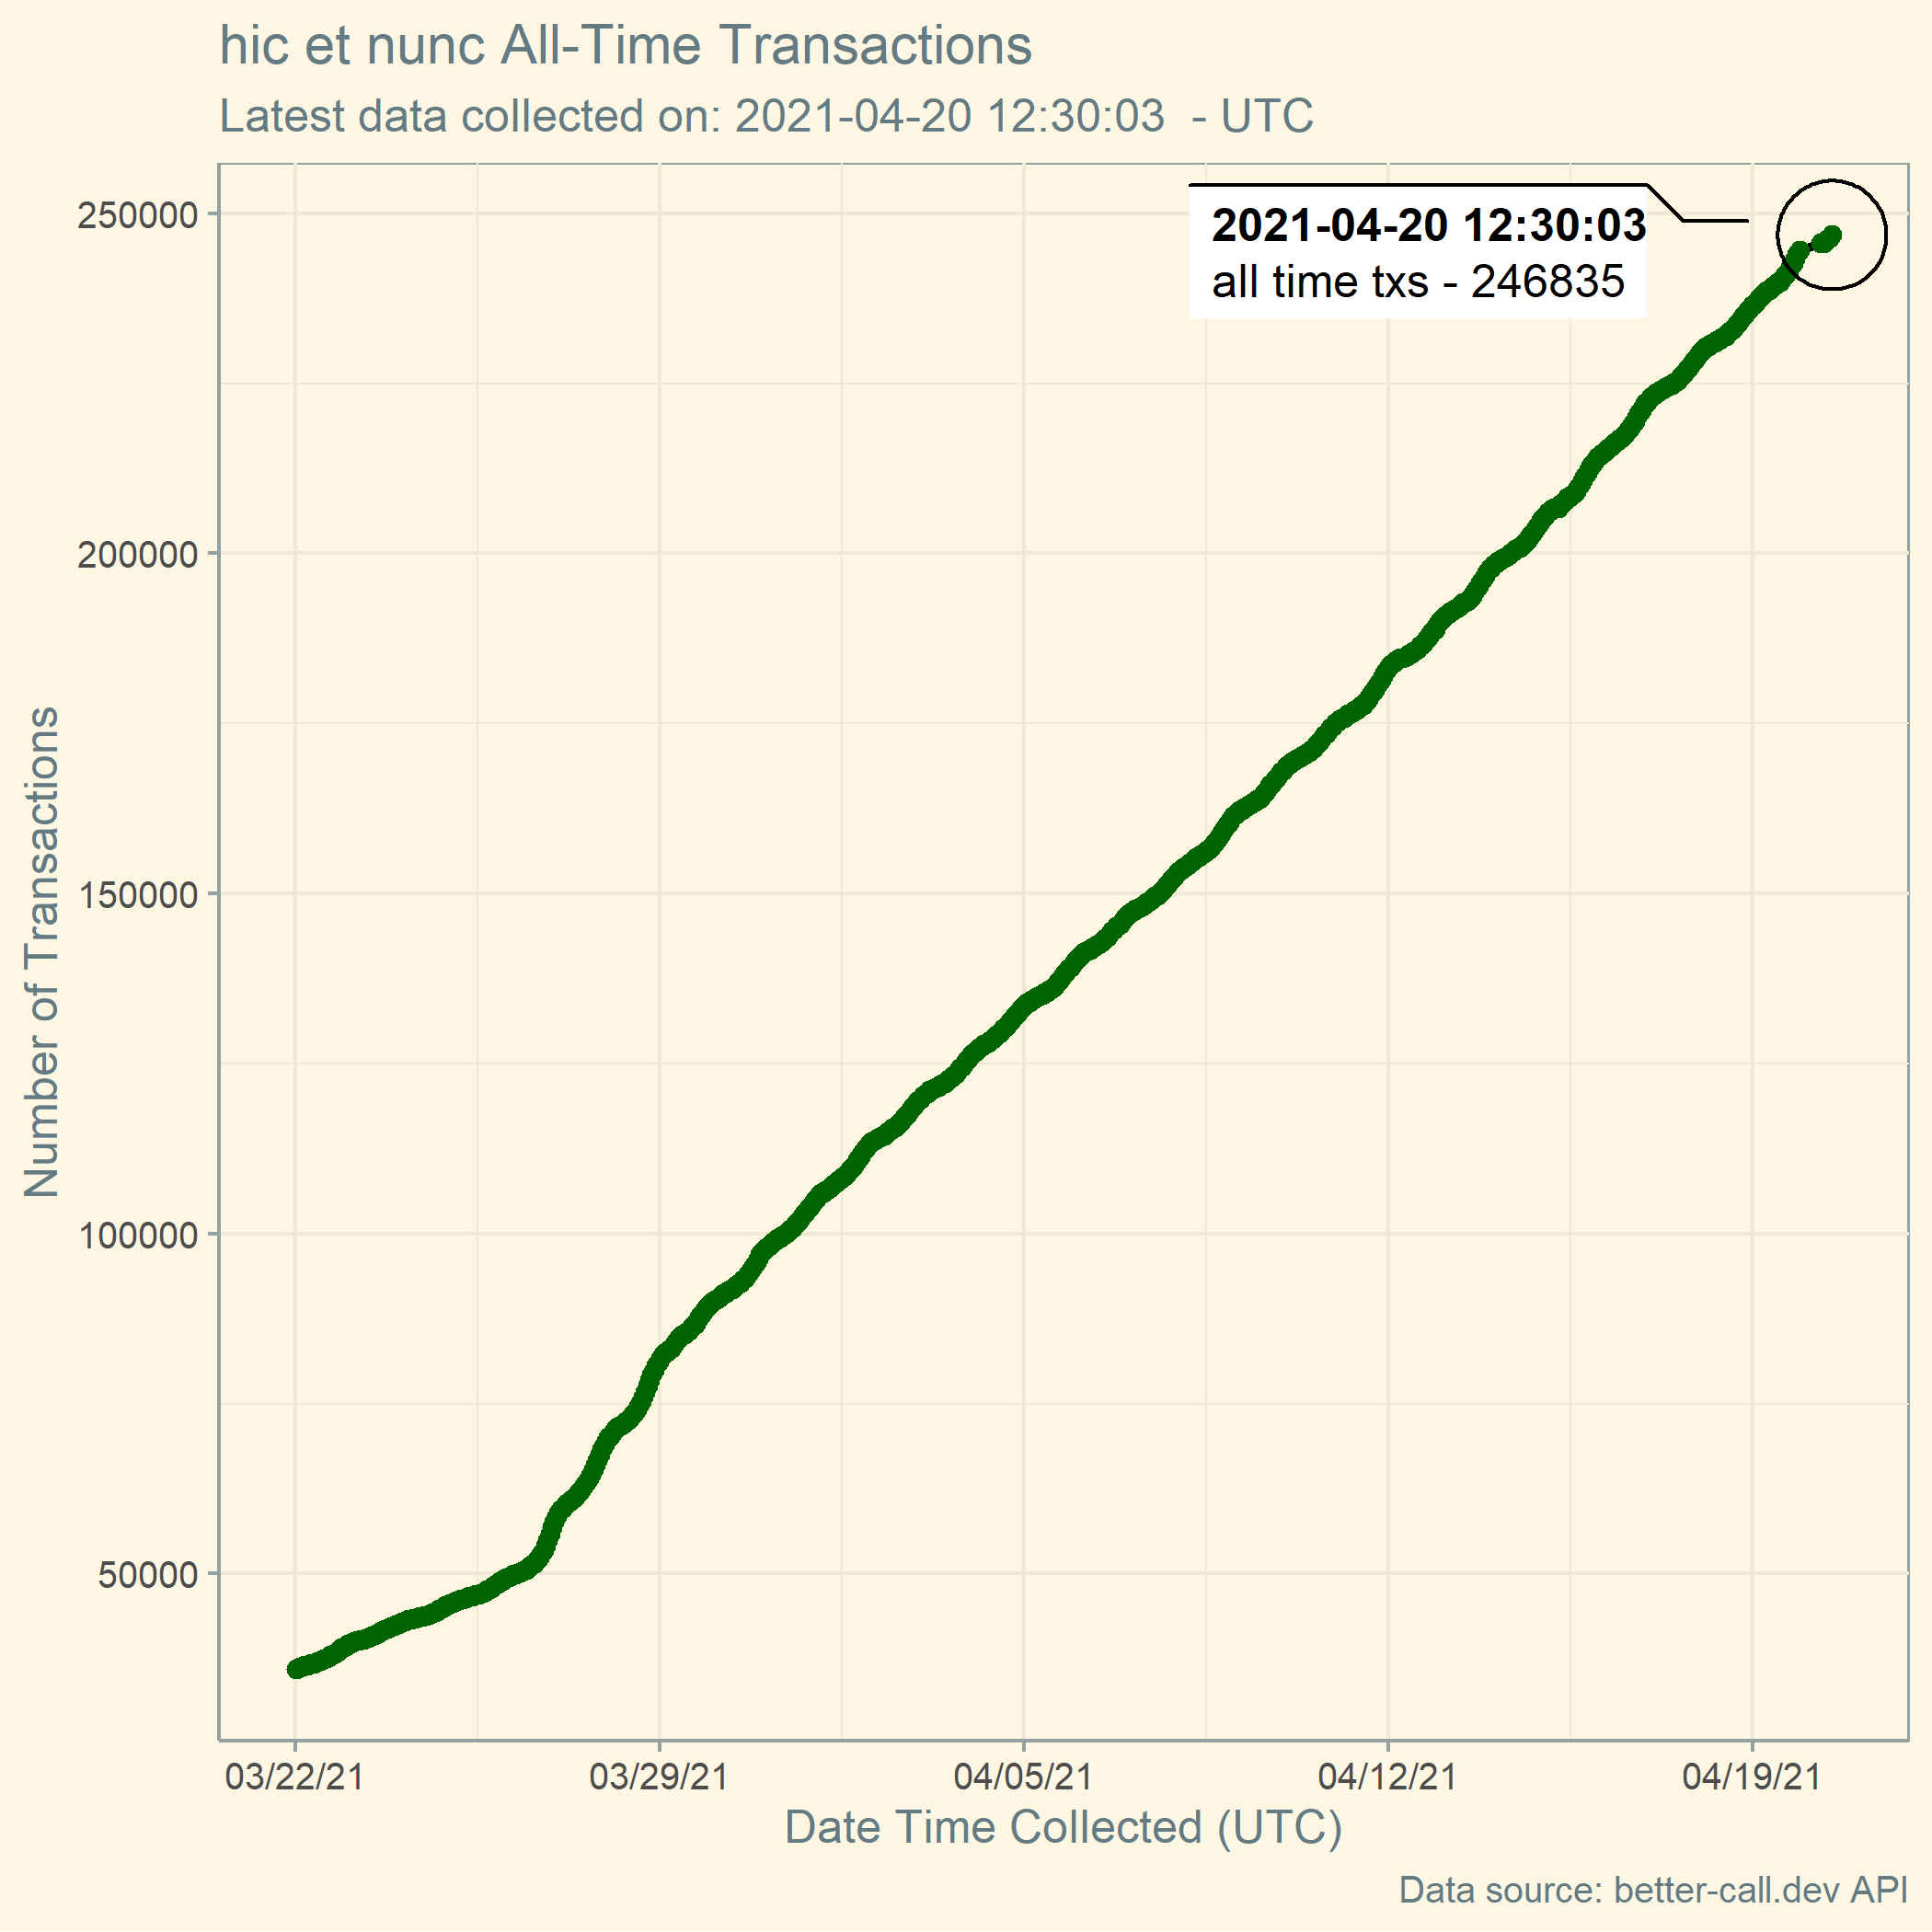 hic et nunc All-Time Transactions
Latest data collected on: 2021-04-20 12:30:03  - UTC
2021-04-20 12:30:03
all time txs - 246835
Number of Transactions
250000
200000
150000
100000
50000
03/22/21
03/29/21
04/05/21
04/12/21
04/19/21
Date Time Collected (UTC)
Data source: better-call.dev API